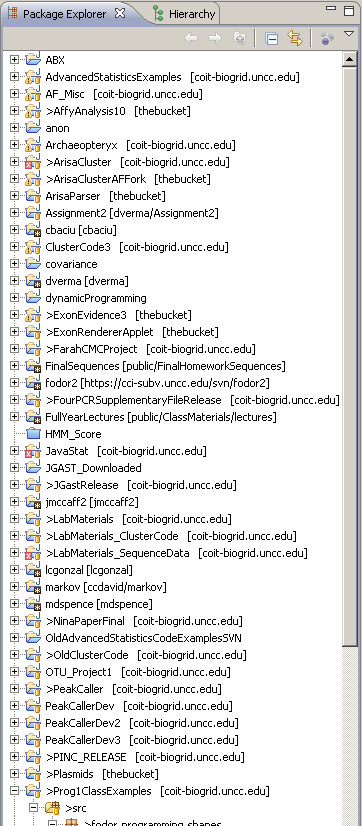 Package Explorer
Hierarchy
ABX
AdvancedStatisticsExamples [coit-biogrid.uncc.edu]
AF_Misc [coit-biogrid.uncc.edu]
>AffyAnalysis10 [thebucket]
anon
Archaeopteryx [coit-biogrid.uncc.edu]
>ArisaCluster [coit-biogrid.uncc.edu]
>ArisaClusterAFFork [thebucket]
ArisaParser [thebucket]
Assignment2 [dverma/Assignment2]
cbaciu [cbaciu]
ClusterCode3 [coit-biogrid.uncc.edu]
covariance
dverma [dverma]
dynamicProgramming
>ExonEvidence3 [thebucket]
>ExonRendererApplet [thebucket]
>FarahCMCProject [coit-biogrid.uncc.edu]
FinalSequences [public/FinalHomeworkSequences]
fodor2 [https://cci-subv.uncc.edu/svn/fodor2]
>FourPCRSupplementaryFileRelease [coit-biogrid.uncc.edu]
FullYearLectures [public/ClassMaterials/lectures]
HMM_Score
JavaStat [coit-biogrid.uncc.edu]
JGAST_Downloaded
>JGastRelease [coit-biogrid.uncc.edu]
jmccaff2 [jmccaff2]
>LabMaterials [coit-biogrid.uncc.edu]
>LabMaterials_ClusterCode [coit-biogrid.uncc.edu]
>LabMaterials_SequenceData [coit-biogrid.uncc.edu]
lcgonzal [lcgonzal]
markov [ccdavid/markov]
mdspence [mdspence]
>NinaPaperFinal [coit-biogrid.uncc.edu]
OldAdvancedStatisticsCodeExamplesSVN
>OldClusterCode [coit-biogrid.uncc.edu]
OTU_Project1 [coit-biogrid.uncc.edu]
>PeakCaller [coit-biogrid.uncc.edu]
PeakCallerDev [coit-biogrid.uncc.edu]
PeakCallerDev2 [coit-biogrid.uncc.edu]
PeakCallerDev3 [coit-biogrid.uncc.edu]
>PINC_RELEASE [coit-biogrid.uncc.edu]
>Plasmids [thebucket]
>Prog1ClassExamples [coit-biogrid.uncc.edu]
>src
>fodor.programming.shapes